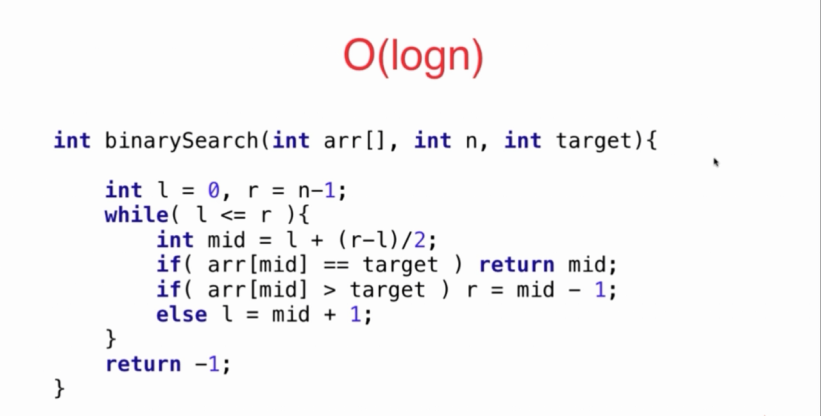 O(logn)
int binarySearch(int arr[], int n, int target){
    int l = 0, r = n-1;
    while( l <= r ){
        int mid = l + (r-l)/2;
        if( arr[mid] == target ) return mid;
        if( arr[mid] > target ) r = mid - 1;
        else l = mid + 1;
    }
    return -1;
}